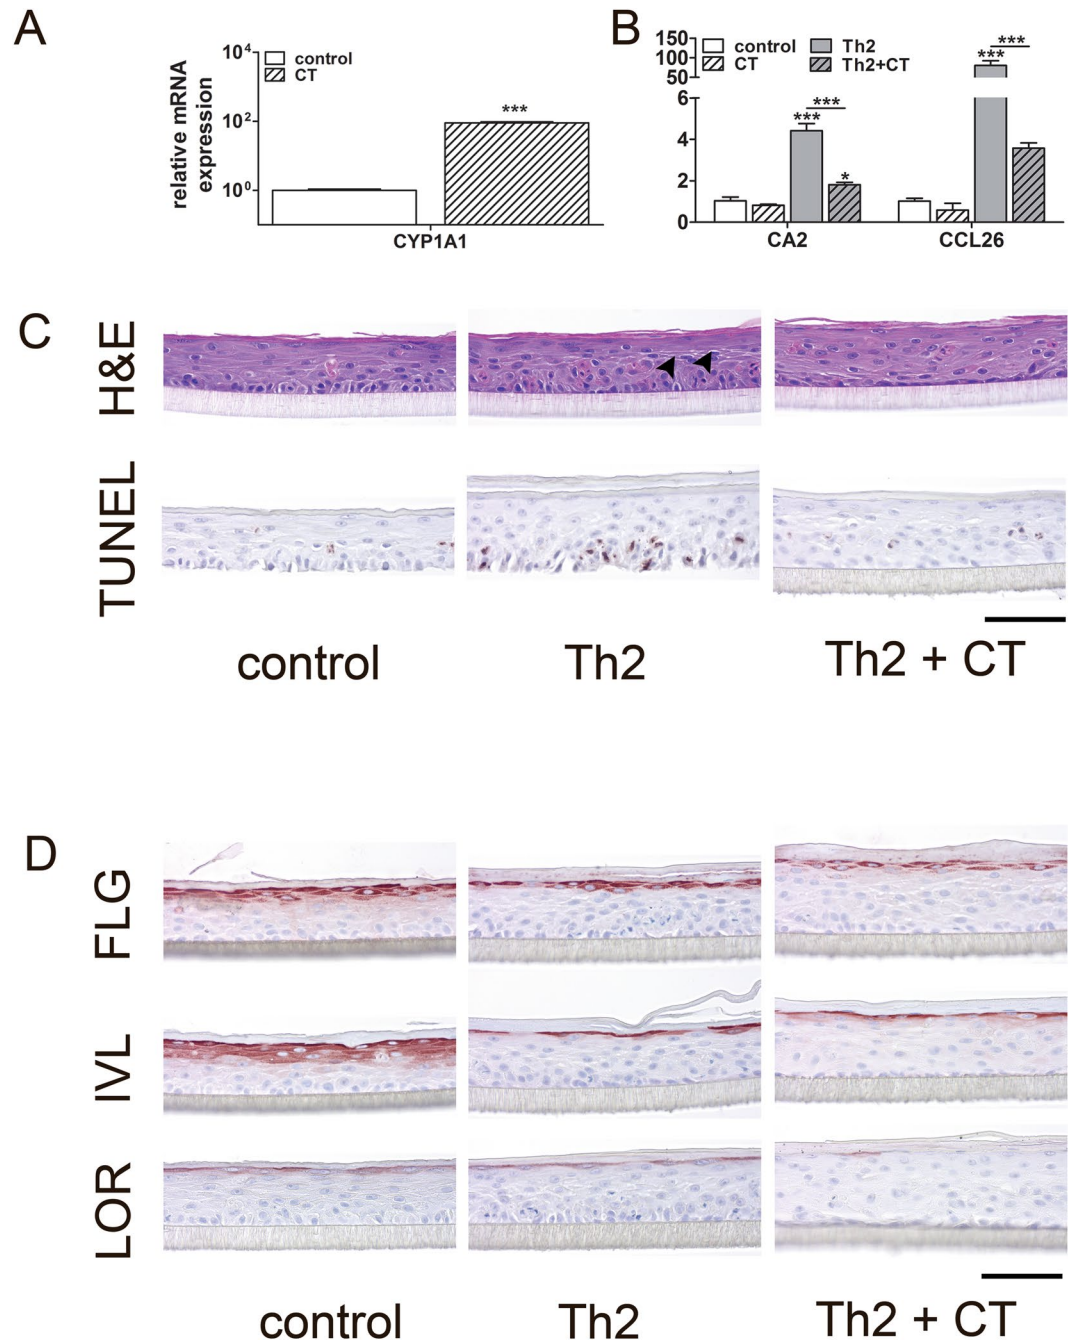 A
relative mRNA
expression
10⁴
10²
10⁰
control
CT
***
CYP1A1
B
150
100
50
6
4
2
0
control
CT
Th2
Th2+CT
***
***
*
***
***
CA2
CCL26
C
H&E
TUNEL
control
Th2
Th2 + CT
D
FLG
IVL
LOR
control
Th2
Th2 + CT